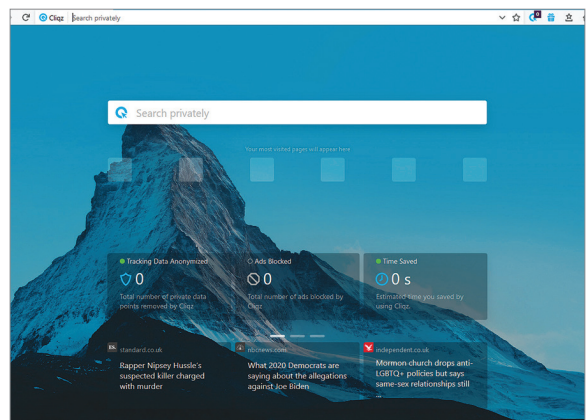 Cliqz Search privately
0
Search privately
Your most visited pages will appear here
Tracking Data Anonymized
0
Total number of private data
points removed by Cliqz
Ads Blocked
0
Total number of ads blocked by
Cliqz
Time Saved
0 s
Estimated time you saved by
using Cliqz.
ES. standard.co.uk
Rapper Nipsey Hussle's
suspected killer charged
with murder
nbcnews.com
What 2020 Democrats are
saying about the allegations
against Joe Biden
independent.co.uk
Mormon church drops anti-
LGBTQ+ policies but says
same-sex relationships still
...